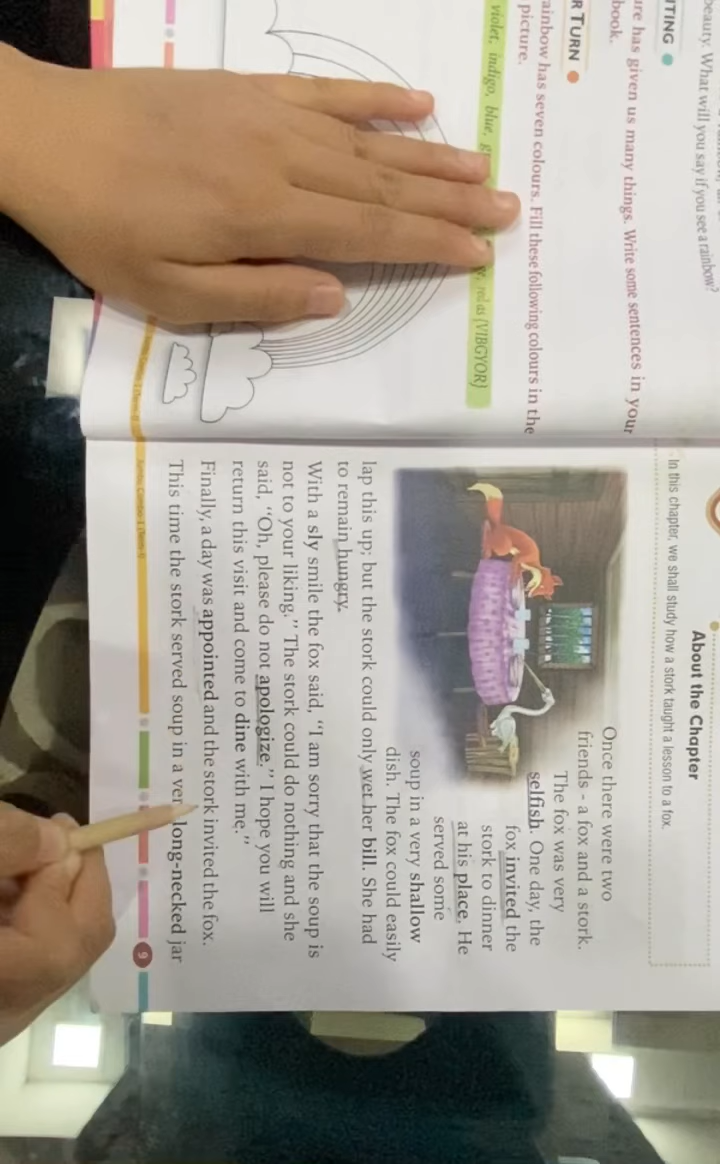 beauty. What will you say if you see a rainbow?
ITING
ure has given us many things. Write some sentences in your
book.
R TURN
ainbow has seven colours. Fill these following colours in the
picture.
violet, indigo, blue, red as (VIBGYOR)
About the Chapter
In this chapter, we shall study how a stork taught a lesson to a fox.
Once there were two
friends - a fox and a stork.
The fox was very
selfish. One day, the
fox invited the
stork to dinner
at his place. He
served some
soup in a very shallow
dish. The fox could easily
lap this up; but the stork could only wet her bill. She had
to remain hungry.
With a sly smile the fox said, “I am sorry that the soup is
not to your liking.” The stork could do nothing and she
said, “Oh, please do not apologize.” I hope you will
return this visit and come to dine with me.”
Finally, a day was appointed and the stork invited the fox.
This time the stork served soup in a ver long-necked jar
9